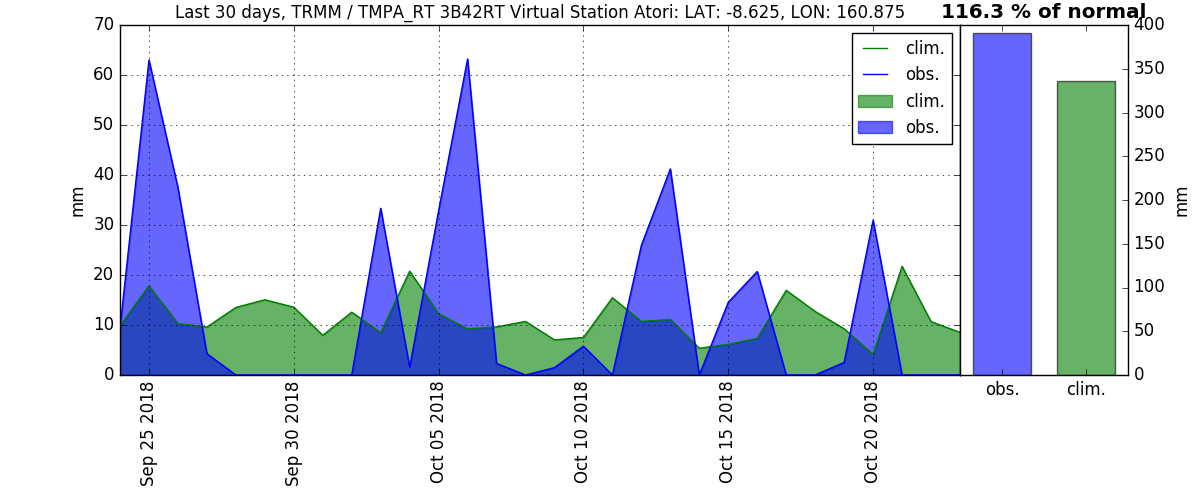 Last 30 days, TRMM / TMPA_RT 3B42RT Virtual Station Atori: LAT: -8.625, LON: 160.875
116.3 % of normal
70
60
50
40
30
20
10
0
mm
clim.
obs.
clim.
obs.
Sep 25 2018
Sep 30 2018
Oct 05 2018
Oct 10 2018
Oct 15 2018
Oct 20 2018
400
350
300
250
200
150
100
50
0
mm
obs.
clim.